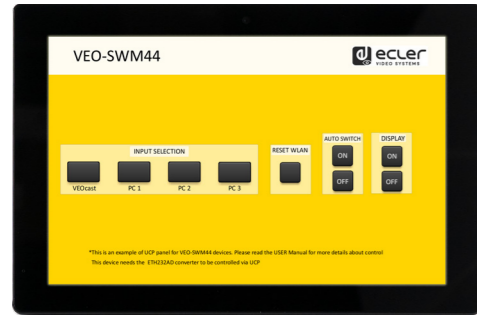 VEO-SWM44
ecler
VIDEO SYSTEMS
INPUT SELECTION
VEOcast
PC 1
PC 2
PC 3
RESET WLAN
AUTO SWITCH
ON
OFF
DISPLAY
ON
OFF
*This is an example of UCP panel for VEO-SWM44 devices. Please read the USER Manual for more details about control
This device needs the ETH232AD converter to be controlled via UCP